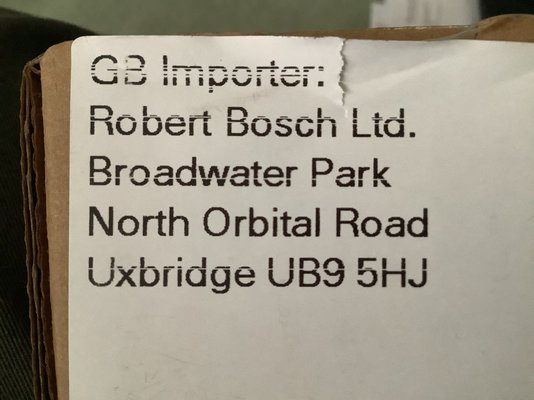 GB Importer:
Robert Bosch Ltd.
Broadwater Park
North Orbital Road
Uxbridge UB9 5HJ